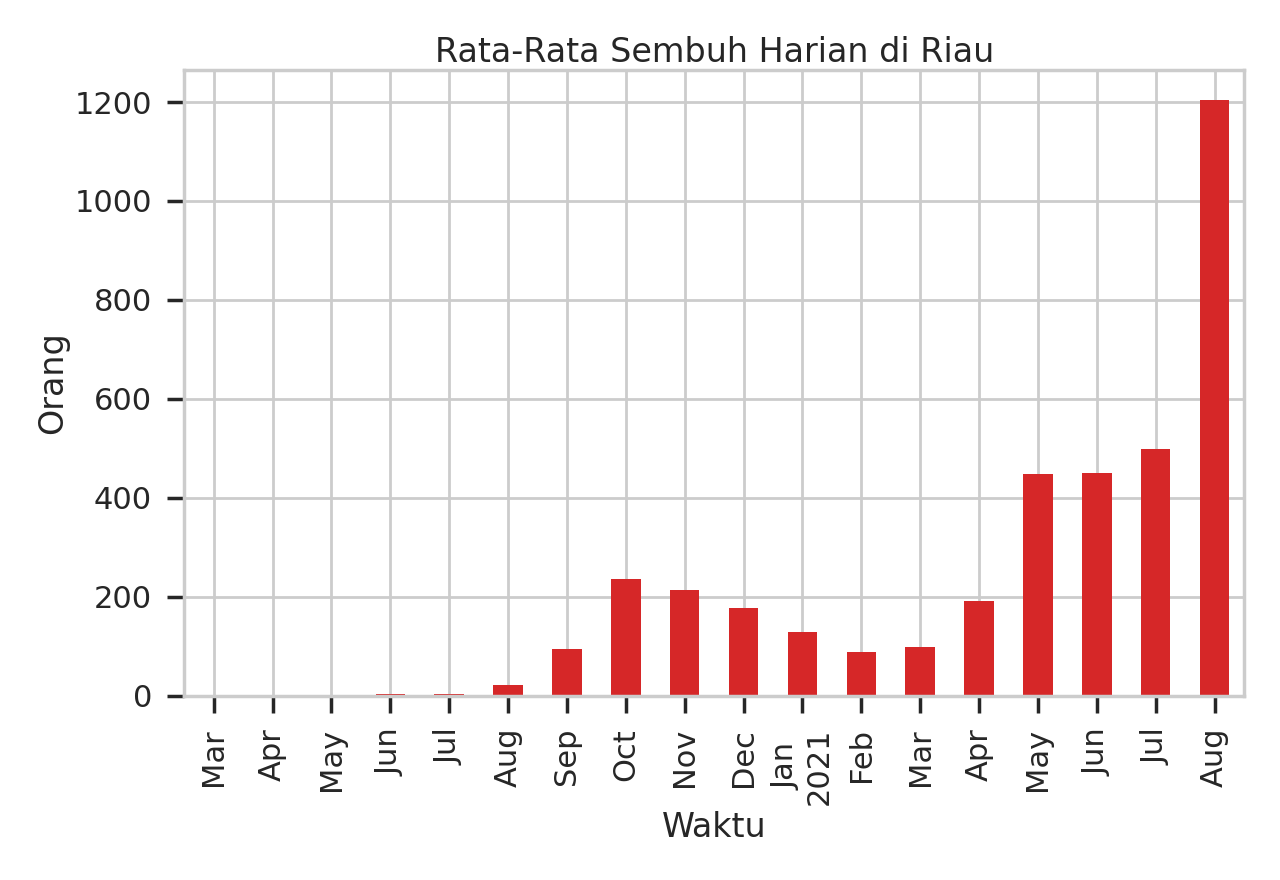 Rata-Rata Sembuh Harian di Riau
1200
1000
800
600
400
200
0
Orang
Mar
Apr
May
Jun
Jul
Aug
Sep
Oct
Nov
Dec
Jan
2021
Feb
Mar
Apr
May
Jun
Jul
Aug
Waktu